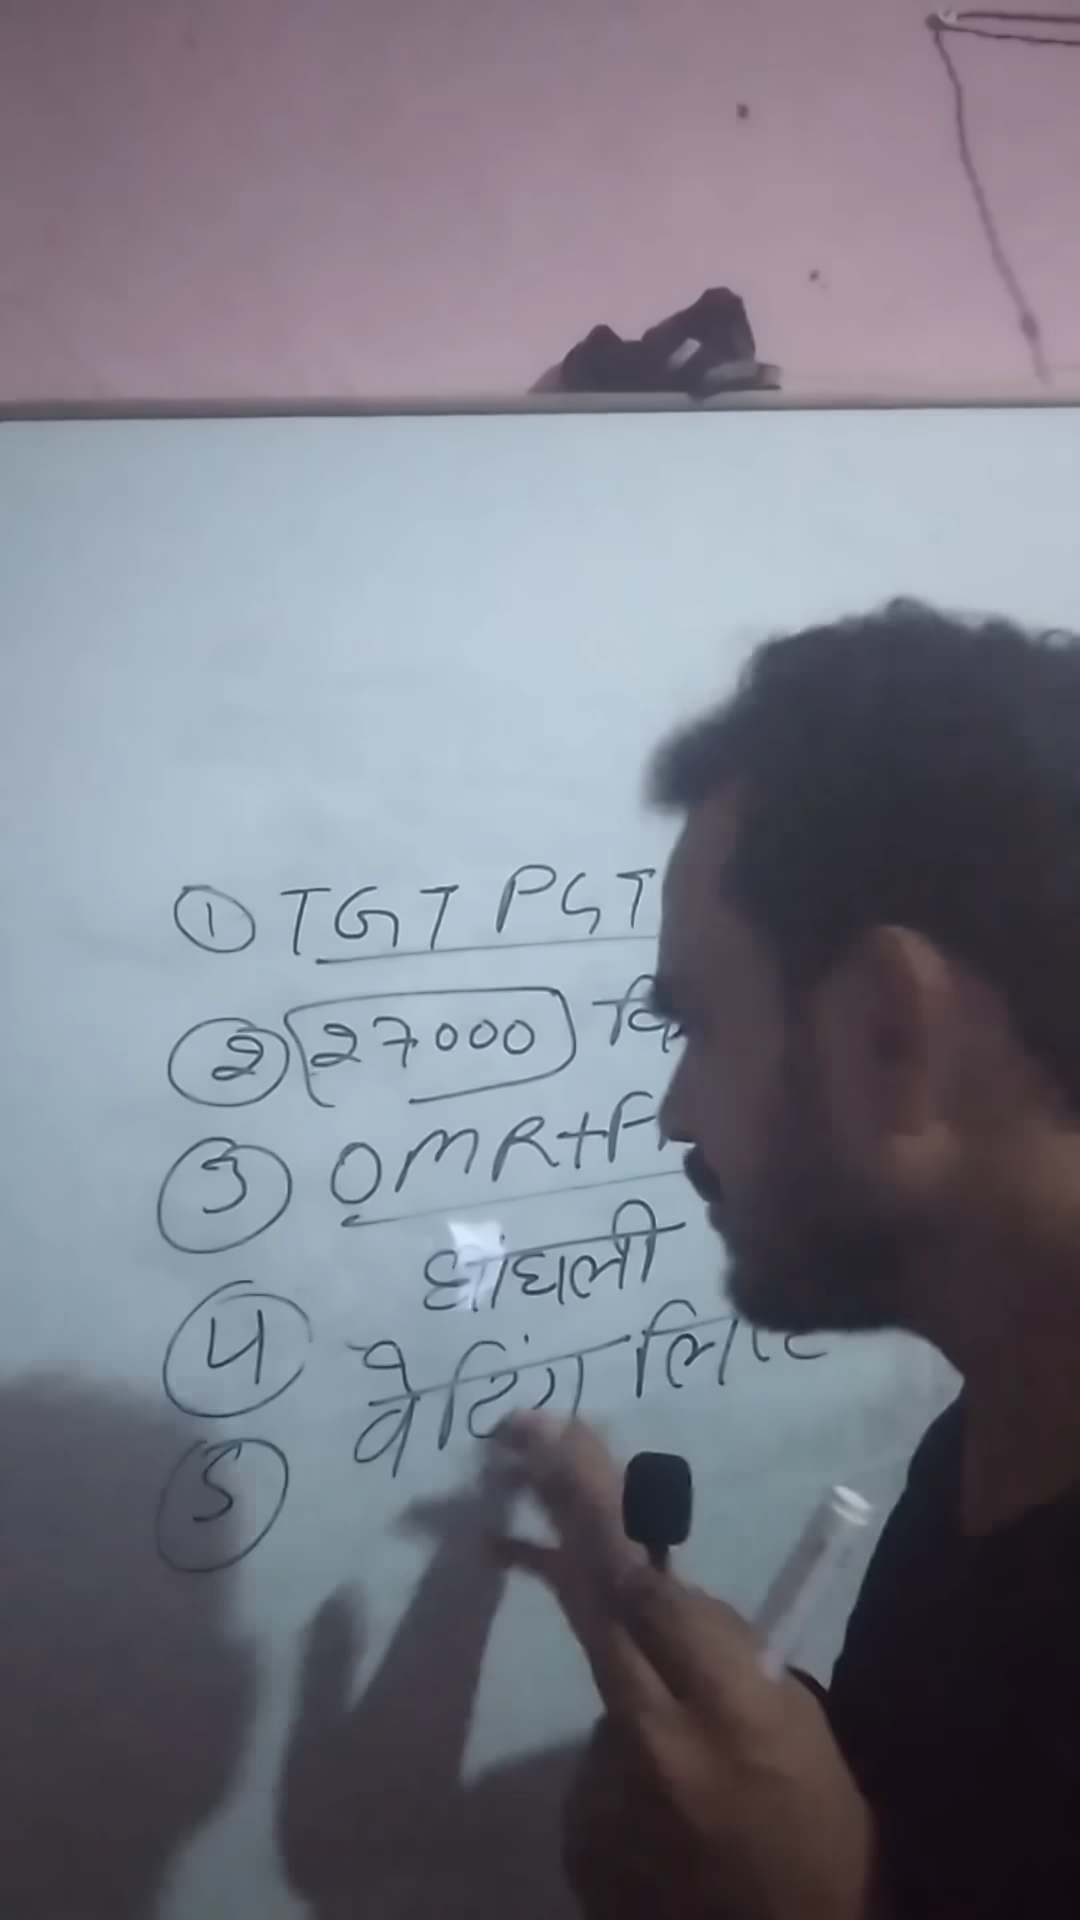 ① TGT PGT
② 27000
③ OMR+
धांधली
④ वेटिंग लिस्ट
⑤